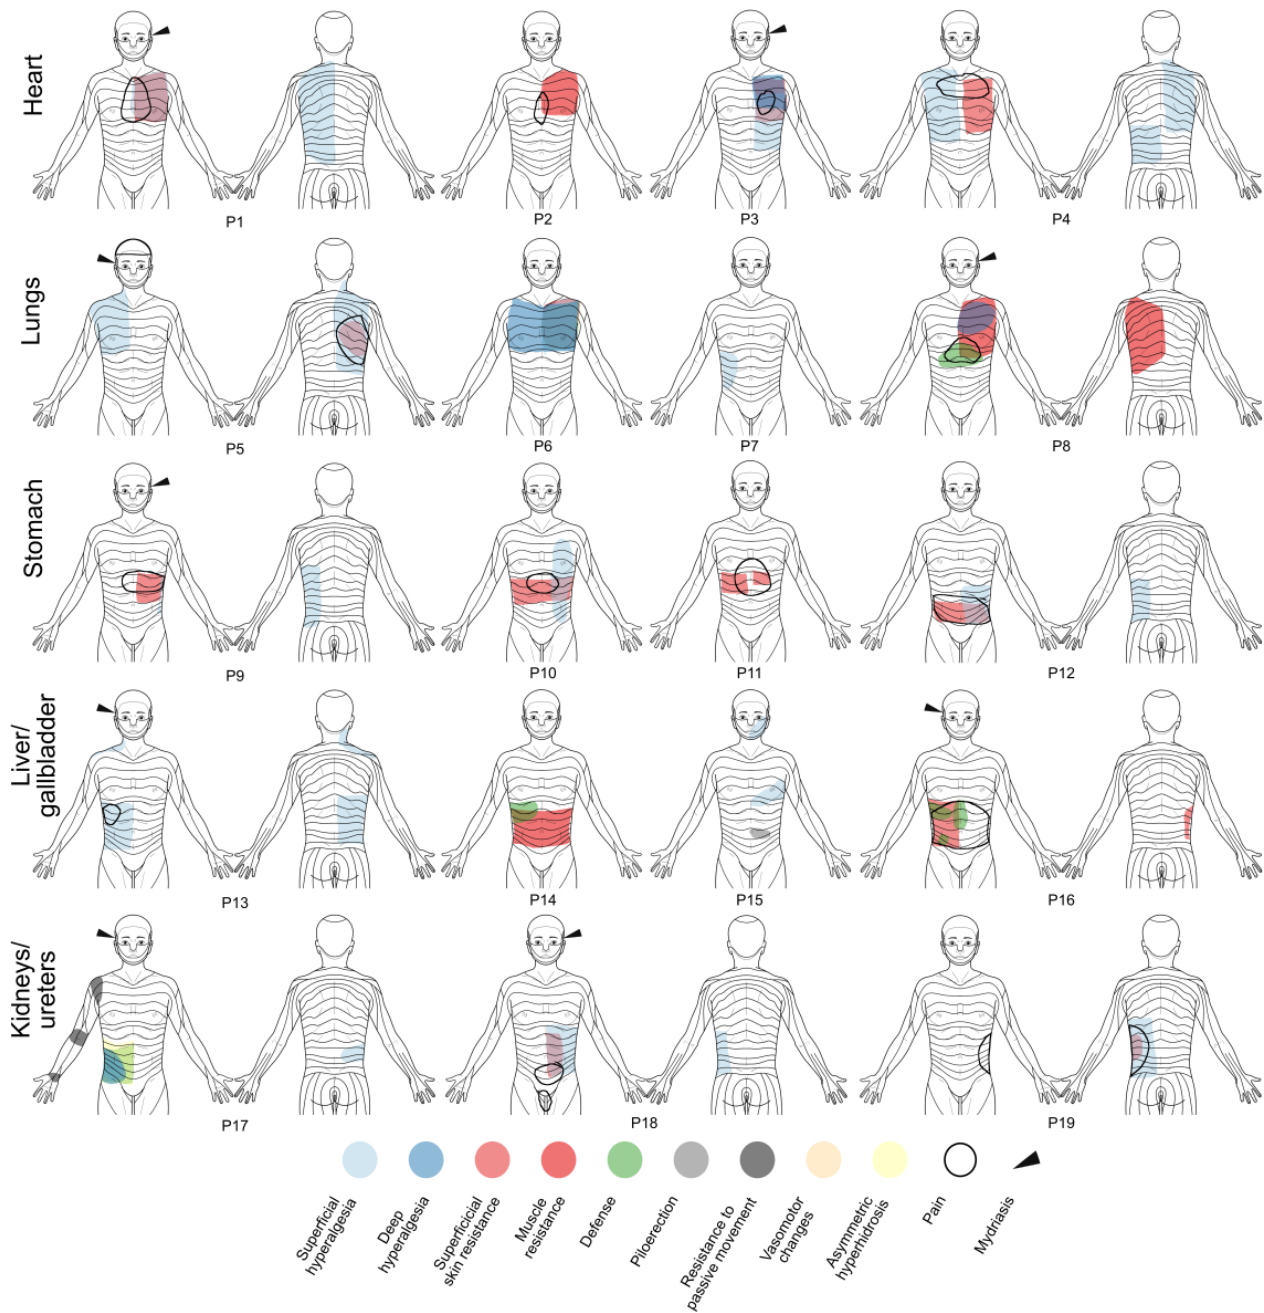 Heart
P1
P2
P3
P4
Lungs
P5
P6
P7
P8
Stomach
P9
P10
P11
P12
Liver/
gallbladder
P13
P14
P15
P16
Kidneys/
ureters
P17
P18
P19
Superficial
hyperalgesia
Deep
hyperalgesia
Superficicial
skin resistance
Muscle
resistance
Defense
Piloerection
Resistance to
passive movement
Vasomotor
changes
Asymmetric
hyperhidrosis
Pain
Mydriasis